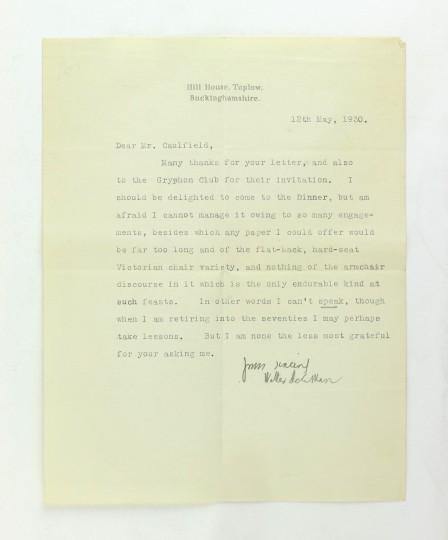 Hill House, Taplow,
Buckinghamshire.
12th May, 1930.
Dear Mr. Caulfield,
Many thanks for your letter, and also
to the Gryphon Club for their invitation. I
should be delighted to come to the Dinner, but am
afraid I cannot manage it owing to so many engage-
ments, besides which any paper I could offer would
be far too long and of the flat-back, hard-seat
Victorian chair variety, and nothing of the armchair
discourse in it which is the only endurable kind at
such feasts. In other words I can't speak, though
when I am retiring into the seventies I may perhaps
take lessons. But I am none the less most grateful
for your asking me.
Yours sincerely
Walter de la Mare